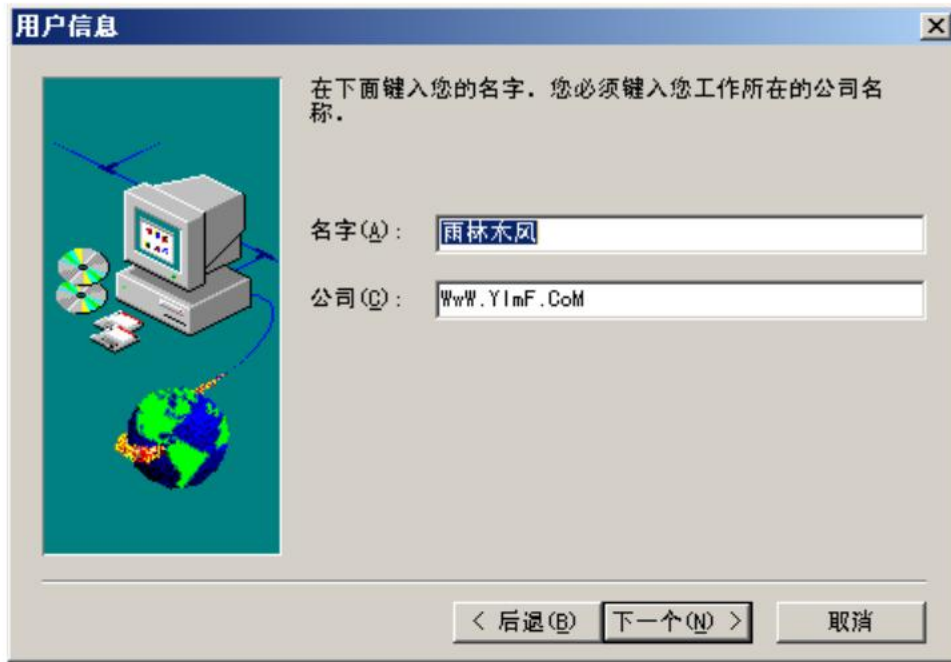 用户信息
在下面键入您的名字．您必须键入您工作所在的公司名
称．
名字(A)：
雨林木风
公司(C)：
WwW.YlmF.CoM
< 后退(B)
下一个(N) >
取消